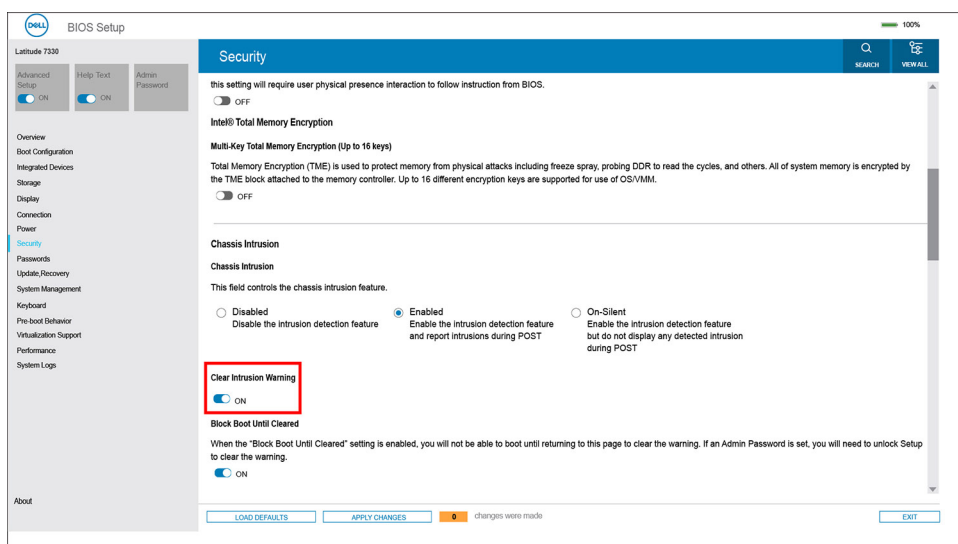 DELL
BIOS Setup
100%
Latitude 7330
Advanced
Setup
ON
Help Text
ON
Admin
Password
Security
SEARCH
VIEW ALL
Overview
Boot Configuration
Integrated Devices
Storage
Display
Connection
Power
Security
Passwords
Update,Recovery
System Management
Keyboard
Pre-boot Behavior
Virtualization Support
Performance
System Logs
About
this setting will require user physical presence interaction to follow instruction from BIOS.
OFF
Intel® Total Memory Encryption
Multi-Key Total Memory Encryption (Up to 16 keys)
Total Memory Encryption (TME) is used to protect memory from physical attacks including freeze spray, probing DDR to read the cycles, and others. All of system memory is encrypted by
the TME block attached to the memory controller. Up to 16 different encryption keys are supported for use of OS/VMM.
OFF
Chassis Intrusion
Chassis Intrusion
This field controls the chassis intrusion feature.
Disabled
Disable the intrusion detection feature
Enabled
Enable the intrusion detection feature
and report intrusions during POST
On-Silent
Enable the intrusion detection feature
but do not display any detected intrusion
during POST
Clear Intrusion Warning
ON
Block Boot Until Cleared
When the "Block Boot Until Cleared" setting is enabled, you will not be able to boot until returning to this page to clear the warning. If an Admin Password is set, you will need to unlock Setup
to clear the warning.
ON
LOAD DEFAULTS
APPLY CHANGES
0 changes were made
EXIT